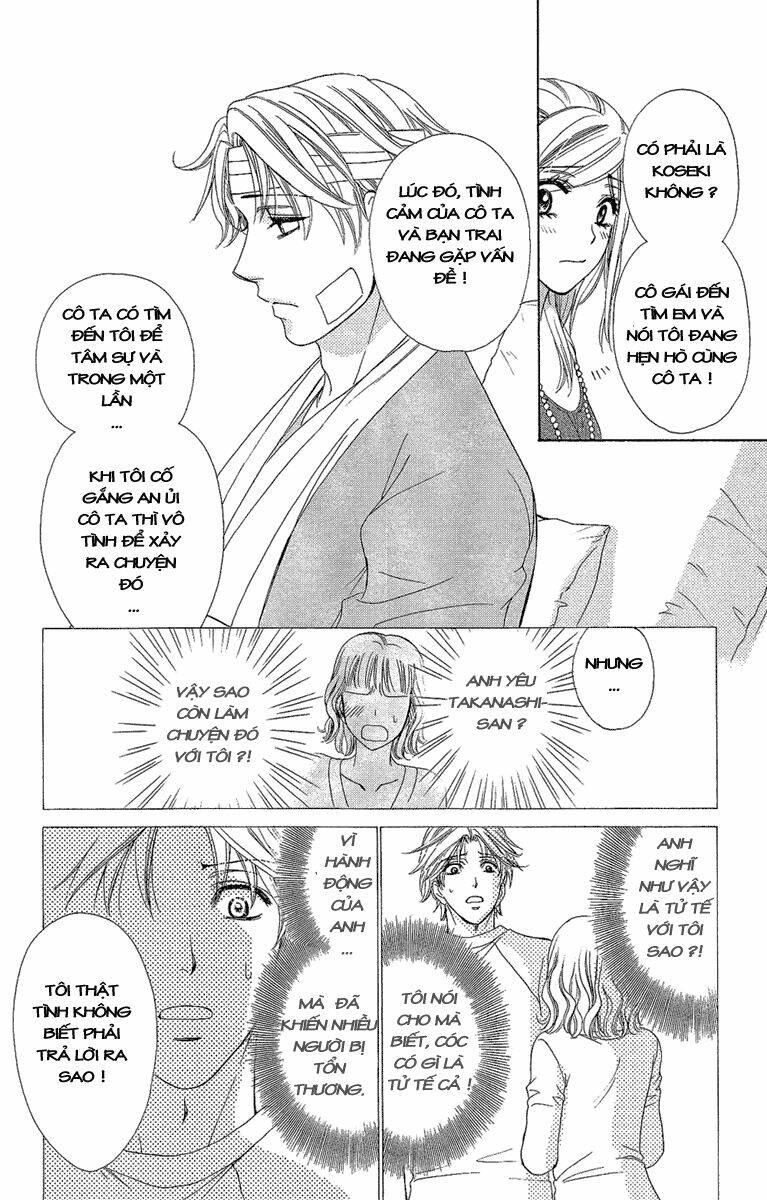 CÓ PHẢI LÀ
KOSEKI
KHÔNG ?
CÔ GÁI ĐẾN
TÌM EM VÀ
NÓI TÔI ĐANG
HẸN HÒ CÙNG
CÔ TA !
LÚC ĐÓ, TÌNH
CẢM CỦA CÔ TA
VÀ BẠN TRAI
ĐANG GẶP VẤN
ĐỀ !
CÔ TA CÓ TÌM
ĐẾN TÔI ĐỂ
TÂM SỰ VÀ
TRONG MỘT
LẦN
...
KHI TÔI CỐ
GẮNG AN ỦI
CÔ TA THÌ VÔ
TÌNH ĐỂ XẢY
RA CHUYỆN
ĐÓ
...
NHƯNG
...
ANH YÊU
TAKANASHI-
SAN ?
VẬY SAO
CÒN LÀM
CHUYỆN ĐÓ
VỚI TÔI ?!
ANH
NGHĨ
NHƯ VẬY
LÀ TỬ TẾ
VỚI TÔI
SAO ?!
TÔI NÓI
CHO MÀ
BIẾT, CÓC
CÓ GÌ LÀ
TỬ TẾ CẢ !
VÌ
HÀNH
ĐỘNG
CỦA
ANH
...
MÀ ĐÃ
KHIẾN NHIỀU
NGƯỜI BỊ
TỔN
THƯƠNG.
TÔI THẬT
TÌNH KHÔNG
BIẾT PHẢI
TRẢ LỜI RA
SAO !